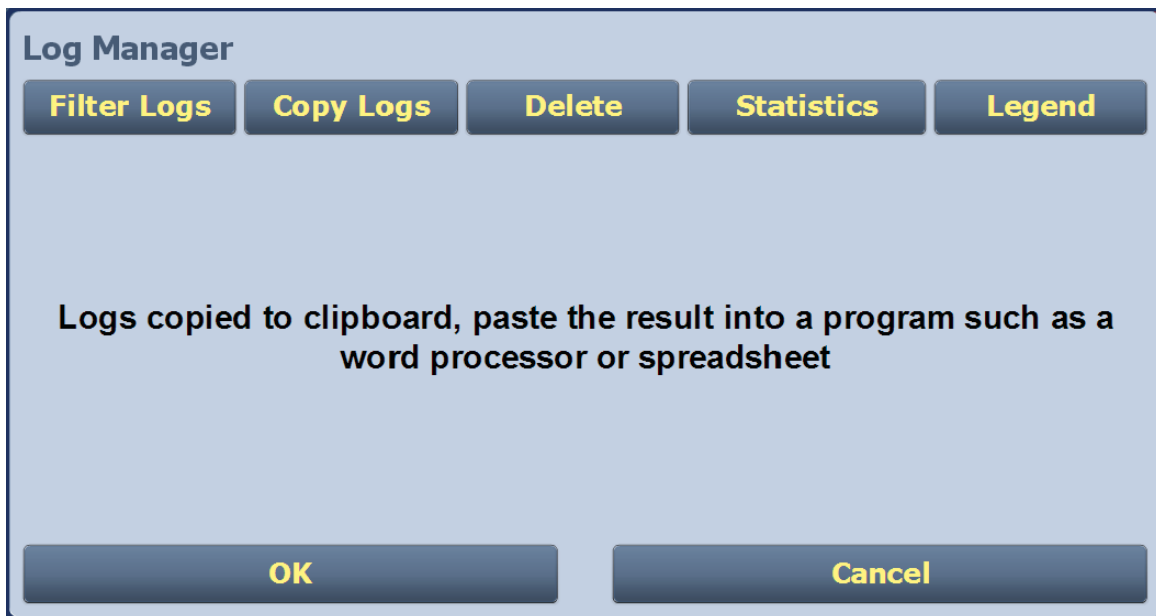 Log Manager
Filter Logs Copy Logs Delete Statistics Legend
Logs copied to clipboard, paste the result into a program such as a
word processor or spreadsheet
OK Cancel